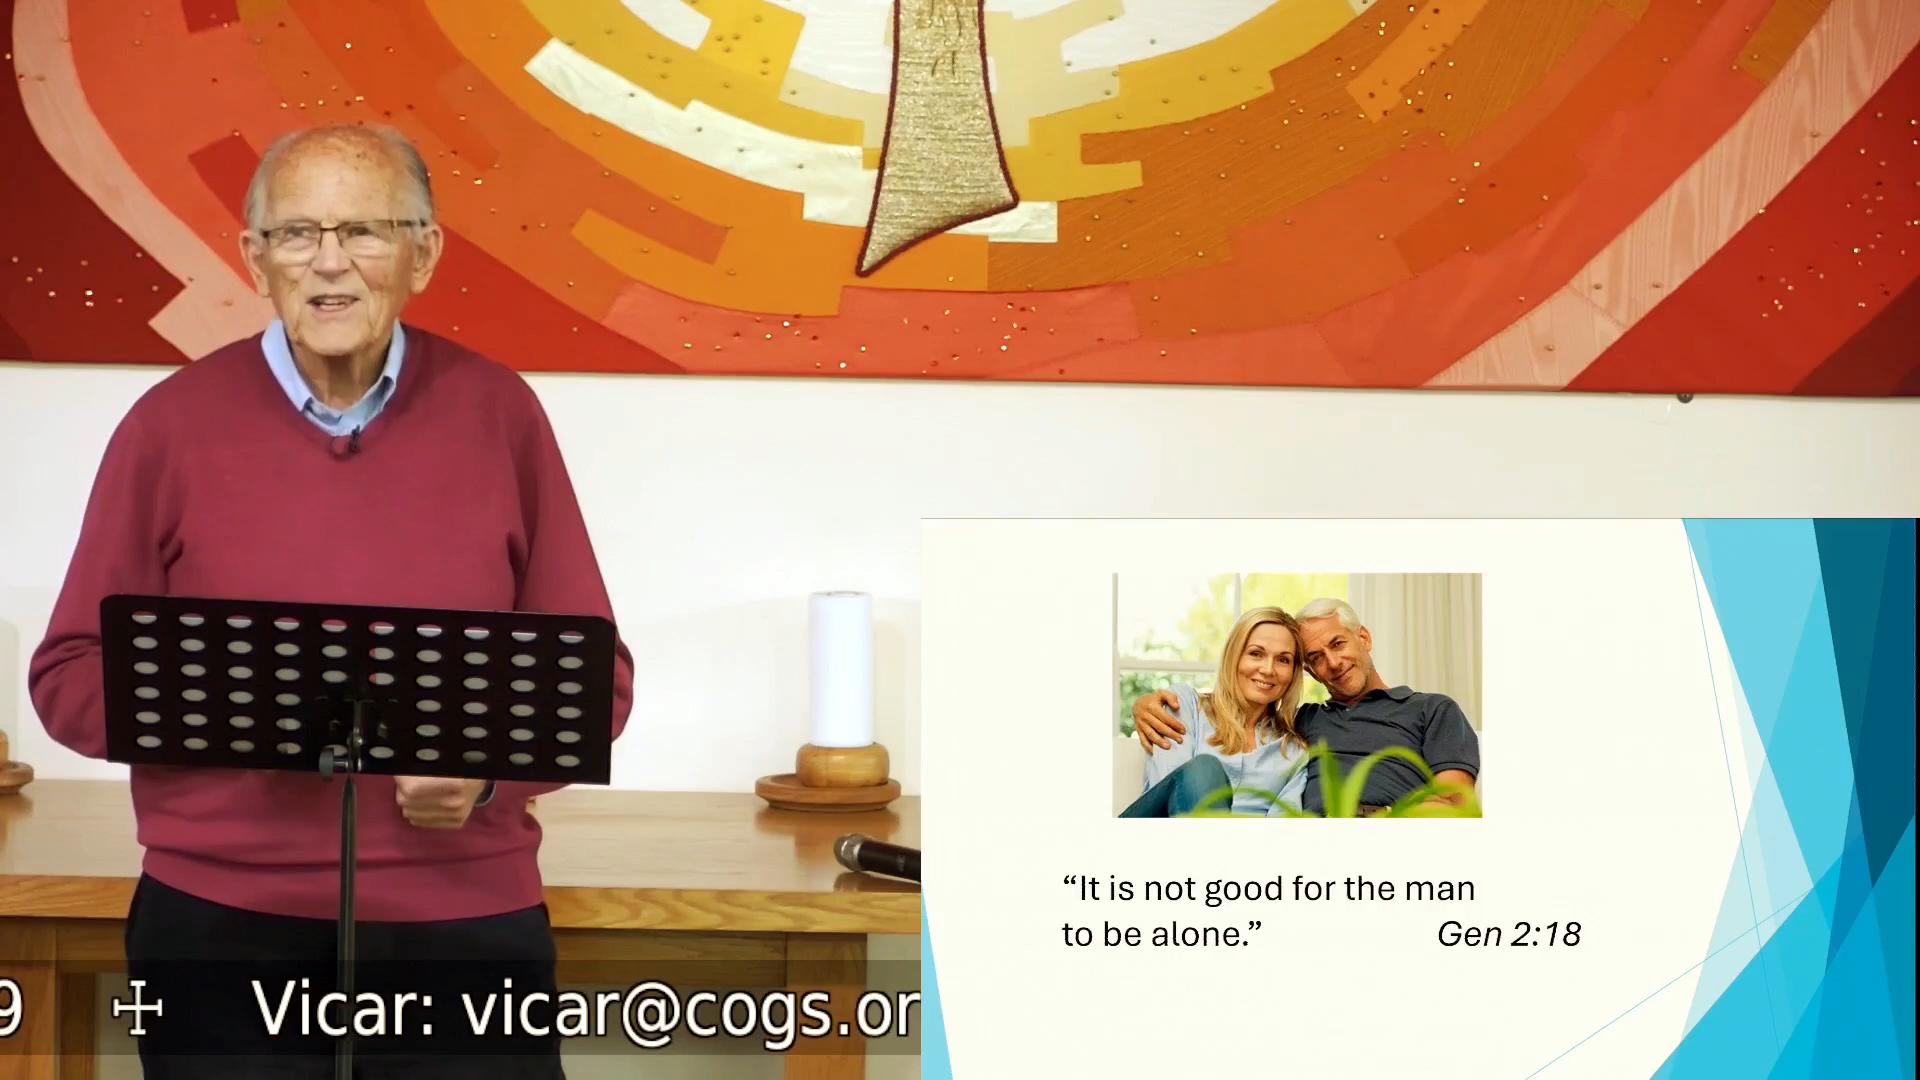 9 ☩ Vicar: vicar@cogs.or
“It is not good for the man
to be alone.” Gen 2:18